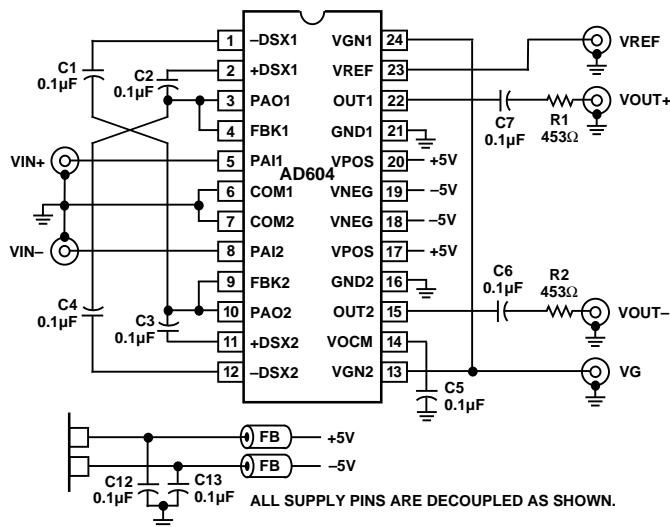 AD604
C1
0.1µF
C2
0.1µF
1 –DSX1
2 +DSX1
3 PAO1
4 FBK1
5 PAI1
6 COM1
7 COM2
8 PAI2
9 FBK2
10 PAO2
11 +DSX2
12 –DSX2
VGN1 24
VREF 23
OUT1 22
GND1 21
VPOS 20 +5V
VNEG 19 –5V
VNEG 18 –5V
VPOS 17 +5V
GND2 16
OUT2 15
VOCM 14
VGN2 13
VREF
VOUT+
C7
0.1µF
R1
453Ω
VIN+
VIN–
C4
0.1µF
C3
0.1µF
C6
0.1µF
R2
453Ω
VOUT–
VG
C5
0.1µF
FB +5V
FB –5V
C12
0.1µF
C13
0.1µF
ALL SUPPLY PINS ARE DECOUPLED AS SHOWN.